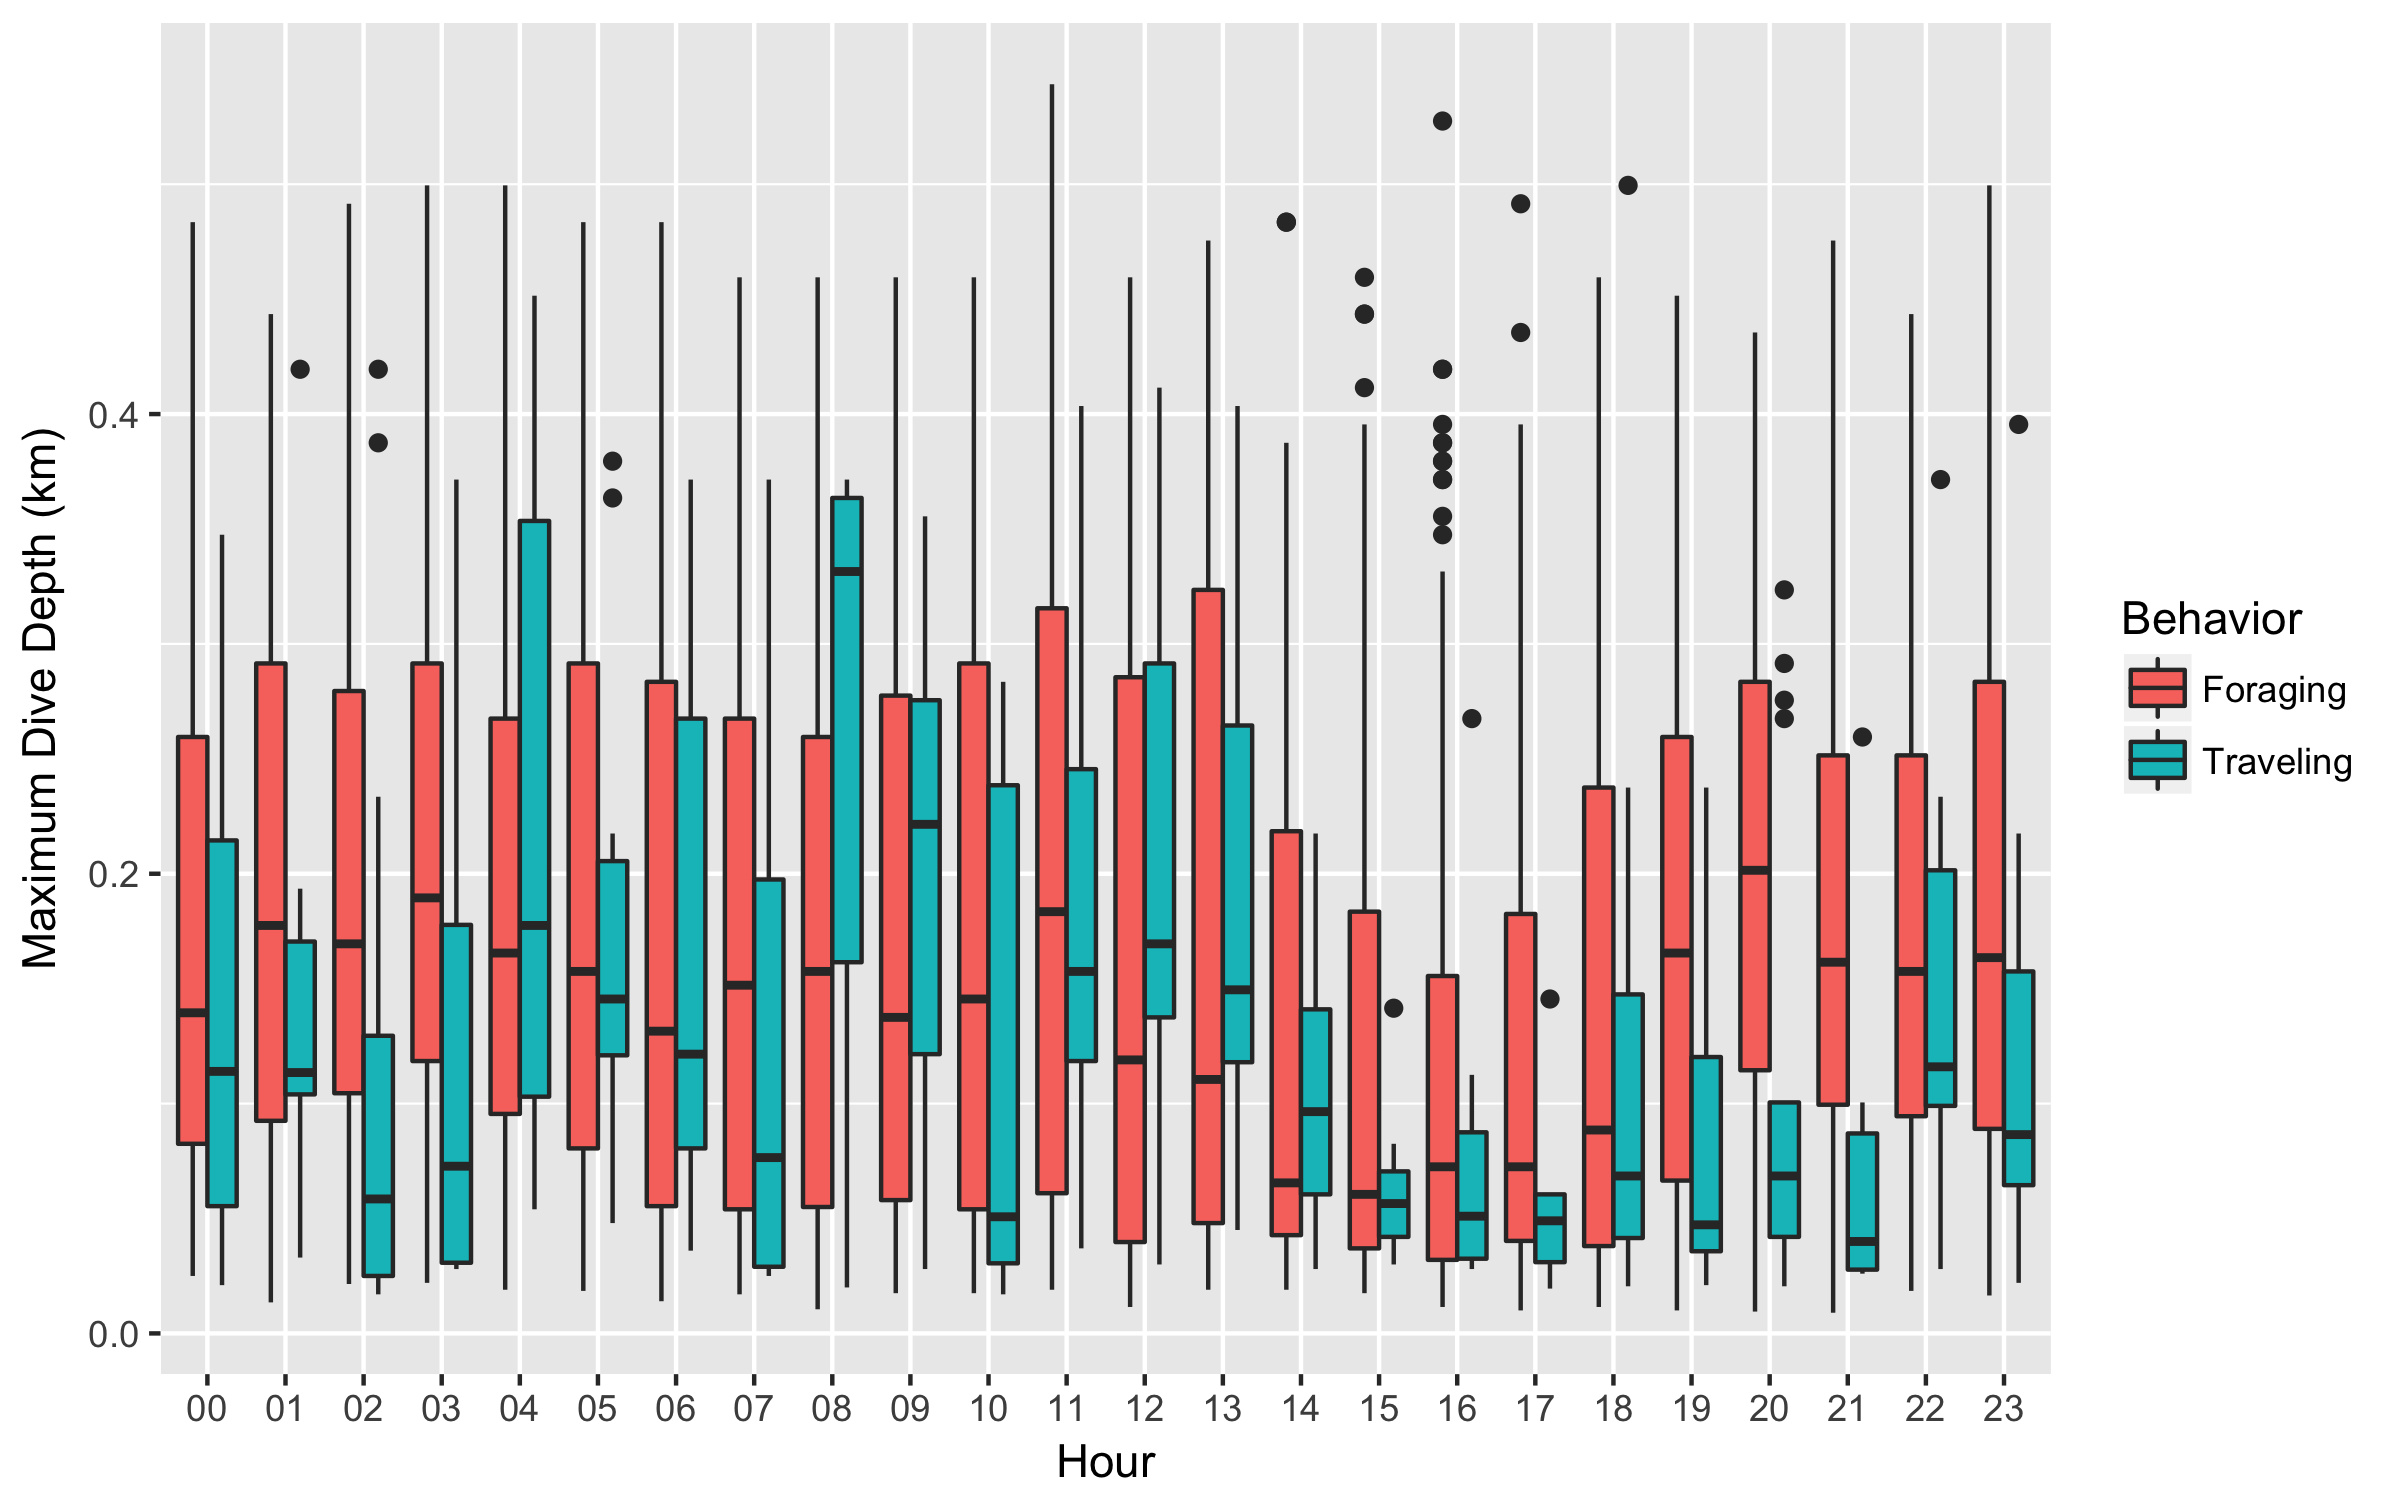 Maximum Dive Depth (km)
0.4
0.2
0.0
00 01 02 03 04 05 06 07 08 09 10 11 12 13 14 15 16 17 18 19 20 21 22 23
Hour
Behavior
Foraging
Traveling